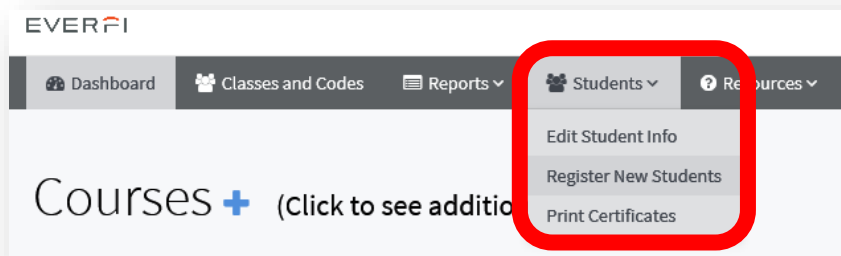 EVERFI
Dashboard Classes and Codes Reports Students Resources
Edit Student Info
Register New Students
Courses + (Click to see additio
Print Certificates